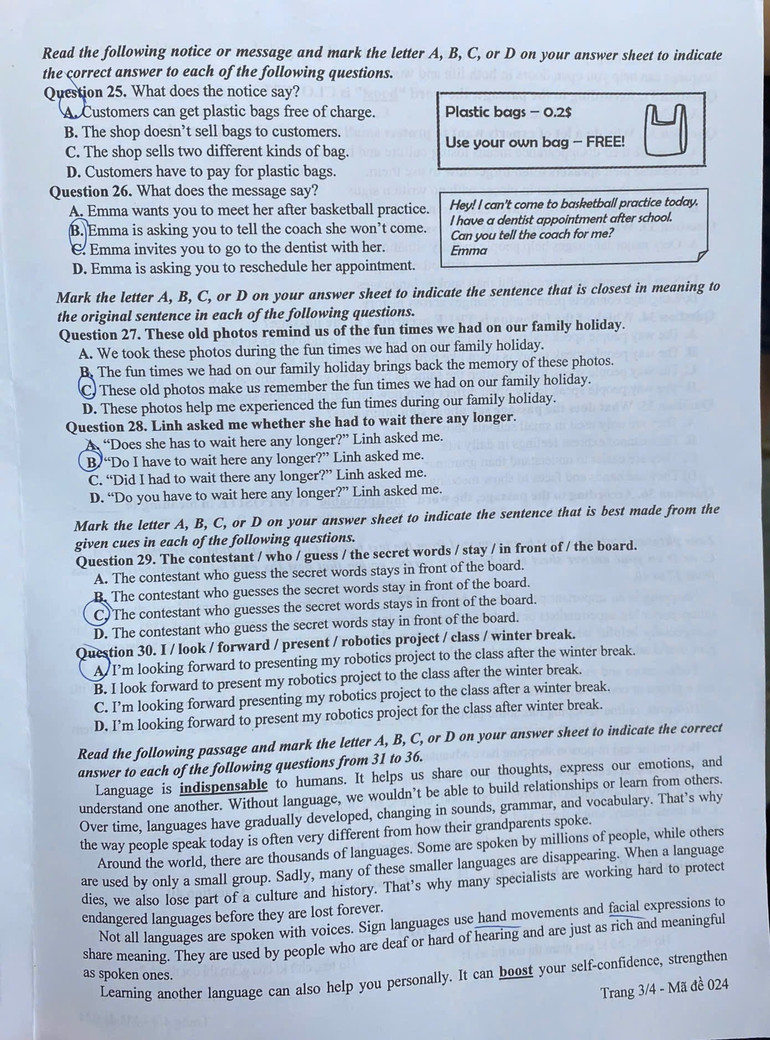 Read the following notice or message and mark the letter A, B, C, or D on your answer sheet to indicate
the correct answer to each of the following questions.
Question 25. What does the notice say?
A. Customers can get plastic bags free of charge.
B. The shop doesn't sell bags to customers.
C. The shop sells two different kinds of bag.
D. Customers have to pay for plastic bags.
Plastic bags – 0.2$
Use your own bag – FREE!
Question 26. What does the message say?
A. Emma wants you to meet her after basketball practice.
B. Emma is asking you to tell the coach she won't come.
C. Emma invites you to go to the dentist with her.
D. Emma is asking you to reschedule her appointment.
Hey! I can't come to basketball practice today.
I have a dentist appointment after school.
Can you tell the coach for me?
Emma
Mark the letter A, B, C, or D on your answer sheet to indicate the sentence that is closest in meaning to
the original sentence in each of the following questions.
Question 27. These old photos remind us of the fun times we had on our family holiday.
A. We took these photos during the fun times we had on our family holiday.
B. The fun times we had on our family holiday brings back the memory of these photos.
C. These old photos make us remember the fun times we had on our family holiday.
D. These photos help me experienced the fun times during our family holiday.
Question 28. Linh asked me whether she had to wait there any longer.
A. "Does she has to wait here any longer?" Linh asked me.
B. "Do I have to wait here any longer?" Linh asked me.
C. "Did I had to wait there any longer?" Linh asked me.
D. "Do you have to wait here any longer?" Linh asked me.
Mark the letter A, B, C, or D on your answer sheet to indicate the sentence that is best made from the
given cues in each of the following questions.
Question 29. The contestant / who / guess / the secret words / stay / in front of / the board.
A. The contestant who guess the secret words stays in front of the board.
B. The contestant who guesses the secret words stay in front of the board.
C. The contestant who guesses the secret words stays in front of the board.
D. The contestant who guess the secret words stay in front of the board.
Question 30. I / look / forward / present / robotics project / class / winter break.
A. I'm looking forward to presenting my robotics project to the class after the winter break.
B. I look forward to present my robotics project to the class after the winter break.
C. I'm looking forward presenting my robotics project to the class after a winter break.
D. I'm looking forward to present my robotics project for the class after winter break.
Read the following passage and mark the letter A, B, C, or D on your answer sheet to indicate the correct
answer to each of the following questions from 31 to 36.
Language is indispensable to humans. It helps us share our thoughts, express our emotions, and
understand one another. Without language, we wouldn't be able to build relationships or learn from others.
Over time, languages have gradually developed, changing in sounds, grammar, and vocabulary. That's why
the way people speak today is often very different from how their grandparents spoke.
Around the world, there are thousands of languages. Some are spoken by millions of people, while others
are used by only a small group. Sadly, many of these smaller languages are disappearing. When a language
dies, we also lose part of a culture and history. That's why many specialists are working hard to protect
endangered languages before they are lost forever.
Not all languages are spoken with voices. Sign languages use hand movements and facial expressions to
share meaning. They are used by people who are deaf or hard of hearing and are just as rich and meaningful
as spoken ones.
Learning another language can also help you personally. It can boost your self-confidence, strengthen
Trang 3/4 - Mã đề 024